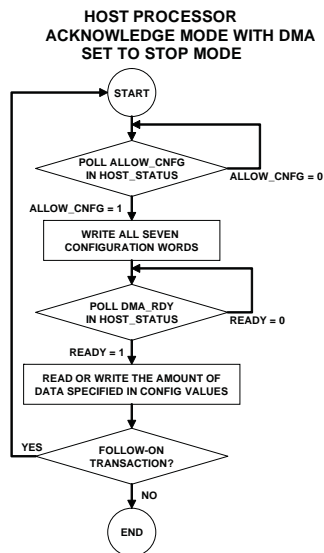 HOST PROCESSOR
ACKNOWLEDGE MODE WITH DMA
SET TO STOP MODE
START
POLL ALLOW_CNFG
IN HOST_STATUS
ALLOW_CNFG = 0
ALLOW_CNFG = 1
WRITE ALL SEVEN
CONFIGURATION WORDS
POLL DMA_RDY
IN HOST_STATUS
READY = 0
READY = 1
READ OR WRITE THE AMOUNT OF
DATA SPECIFIED IN CONFIG VALUES
YES
FOLLOW-ON
TRANSACTION?
NO
END